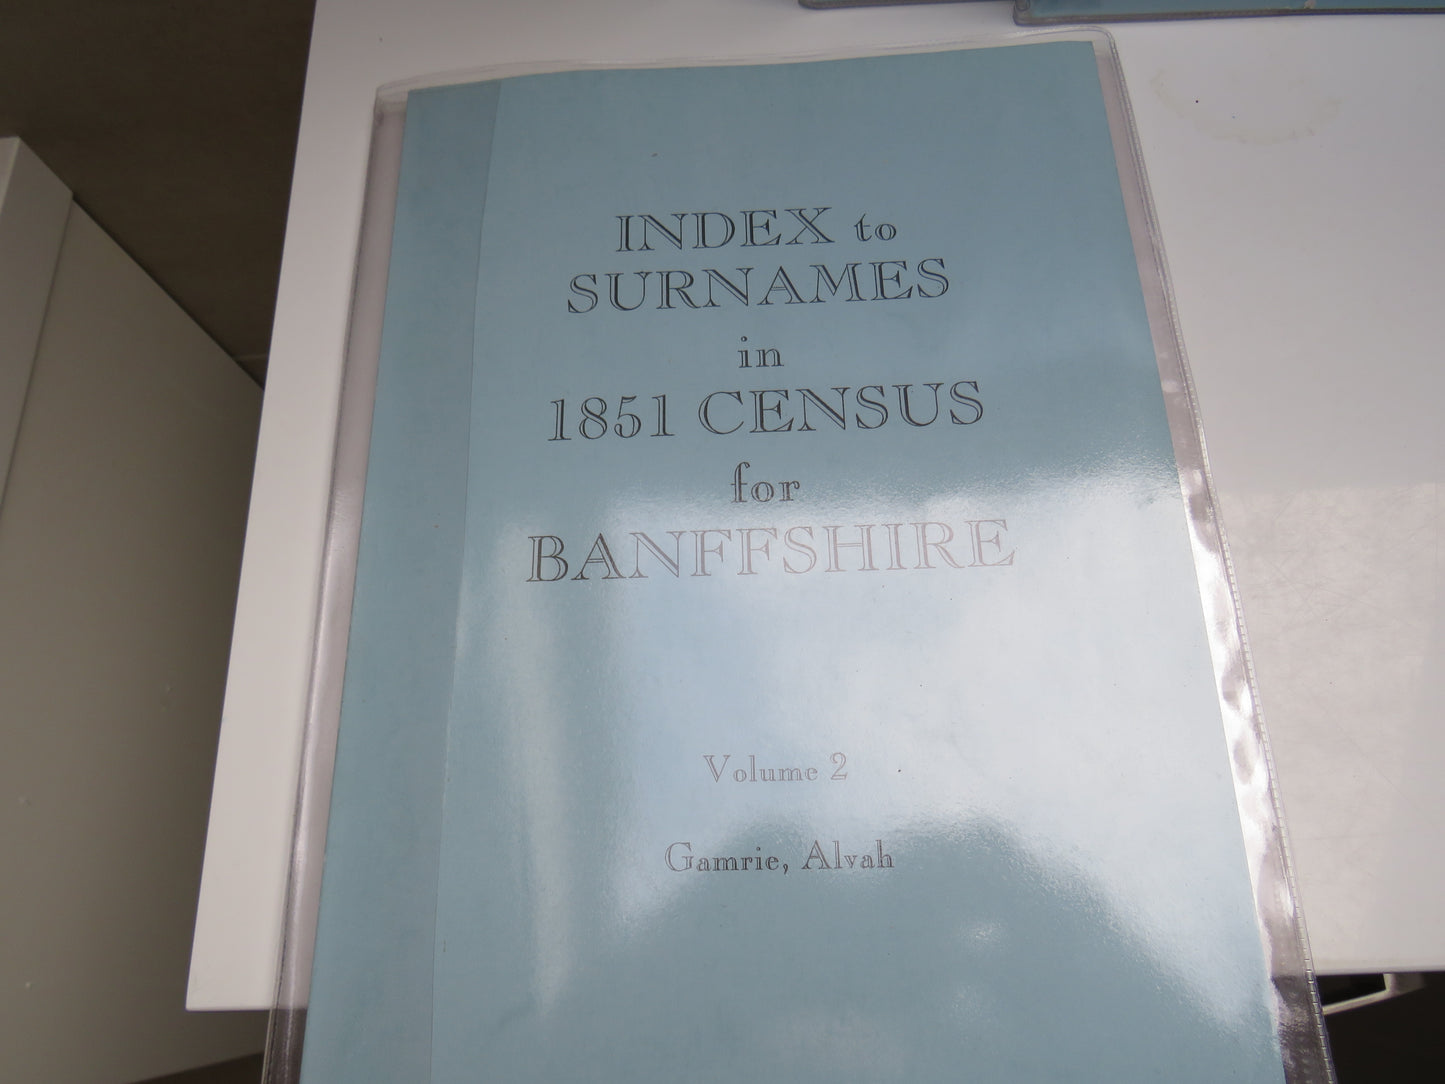 INDEX to
SURNAMES
in
1851 CENSUS
for
BANFFSHIRE
Volume 2
Gamrie, Alvah